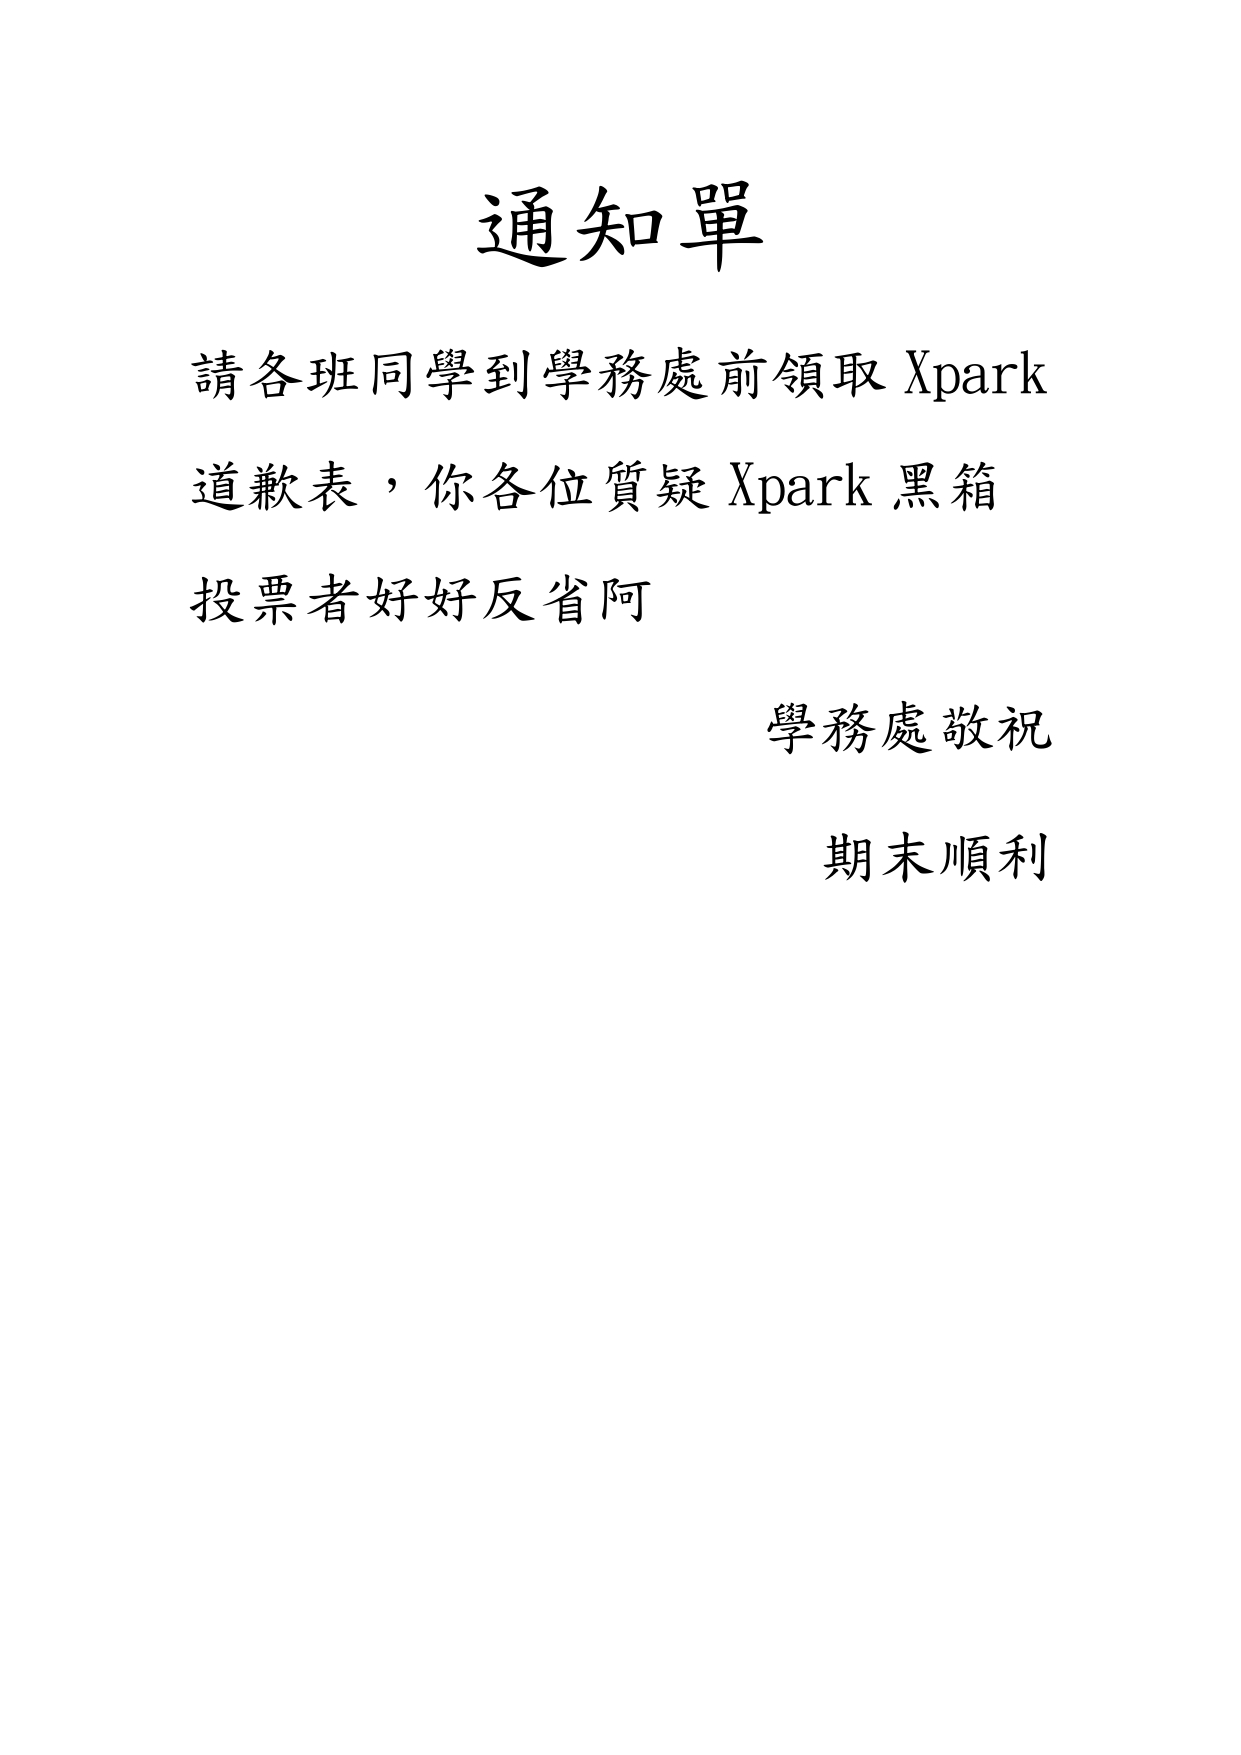 通知單
請各班同學到學務處前領取 Xpark
道歉表，你各位質疑 Xpark 黑箱
投票者好好反省阿
學務處敬祝
期末順利